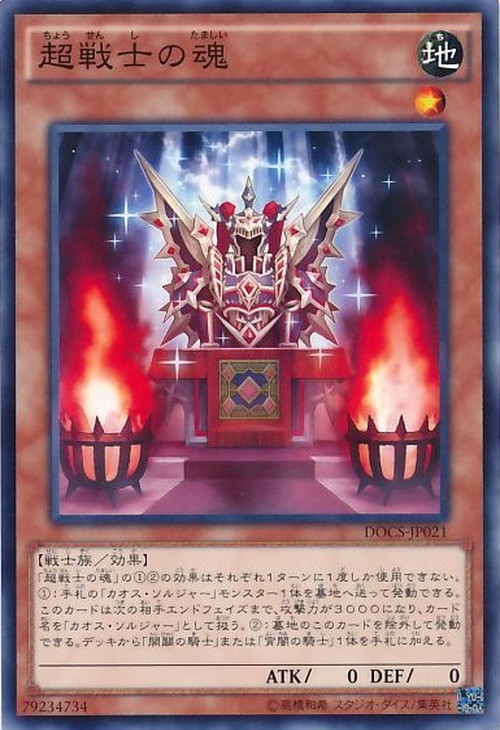 超戦士の魂
地
DOCS-JP021
【戦士族／効果】
「超戦士の魂」の①②の効果はそれぞれ1ターンに1度しか使用できない。
①：手札の「カオス・ソルジャー」モンスター1体を墓地へ送って発動できる。
このカードは次の相手エンドフェイズまで、攻撃力が3000になり、カード
名を「カオス・ソルジャー」として扱う。②：墓地のこのカードを除外して発動
できる。デッキから「開闢の騎士」または「宵闇の騎士」1体を手札に加える。
ATK/ 0 DEF/ 0
79234734
©高橋和希 スタジオ・ダイス/集英社